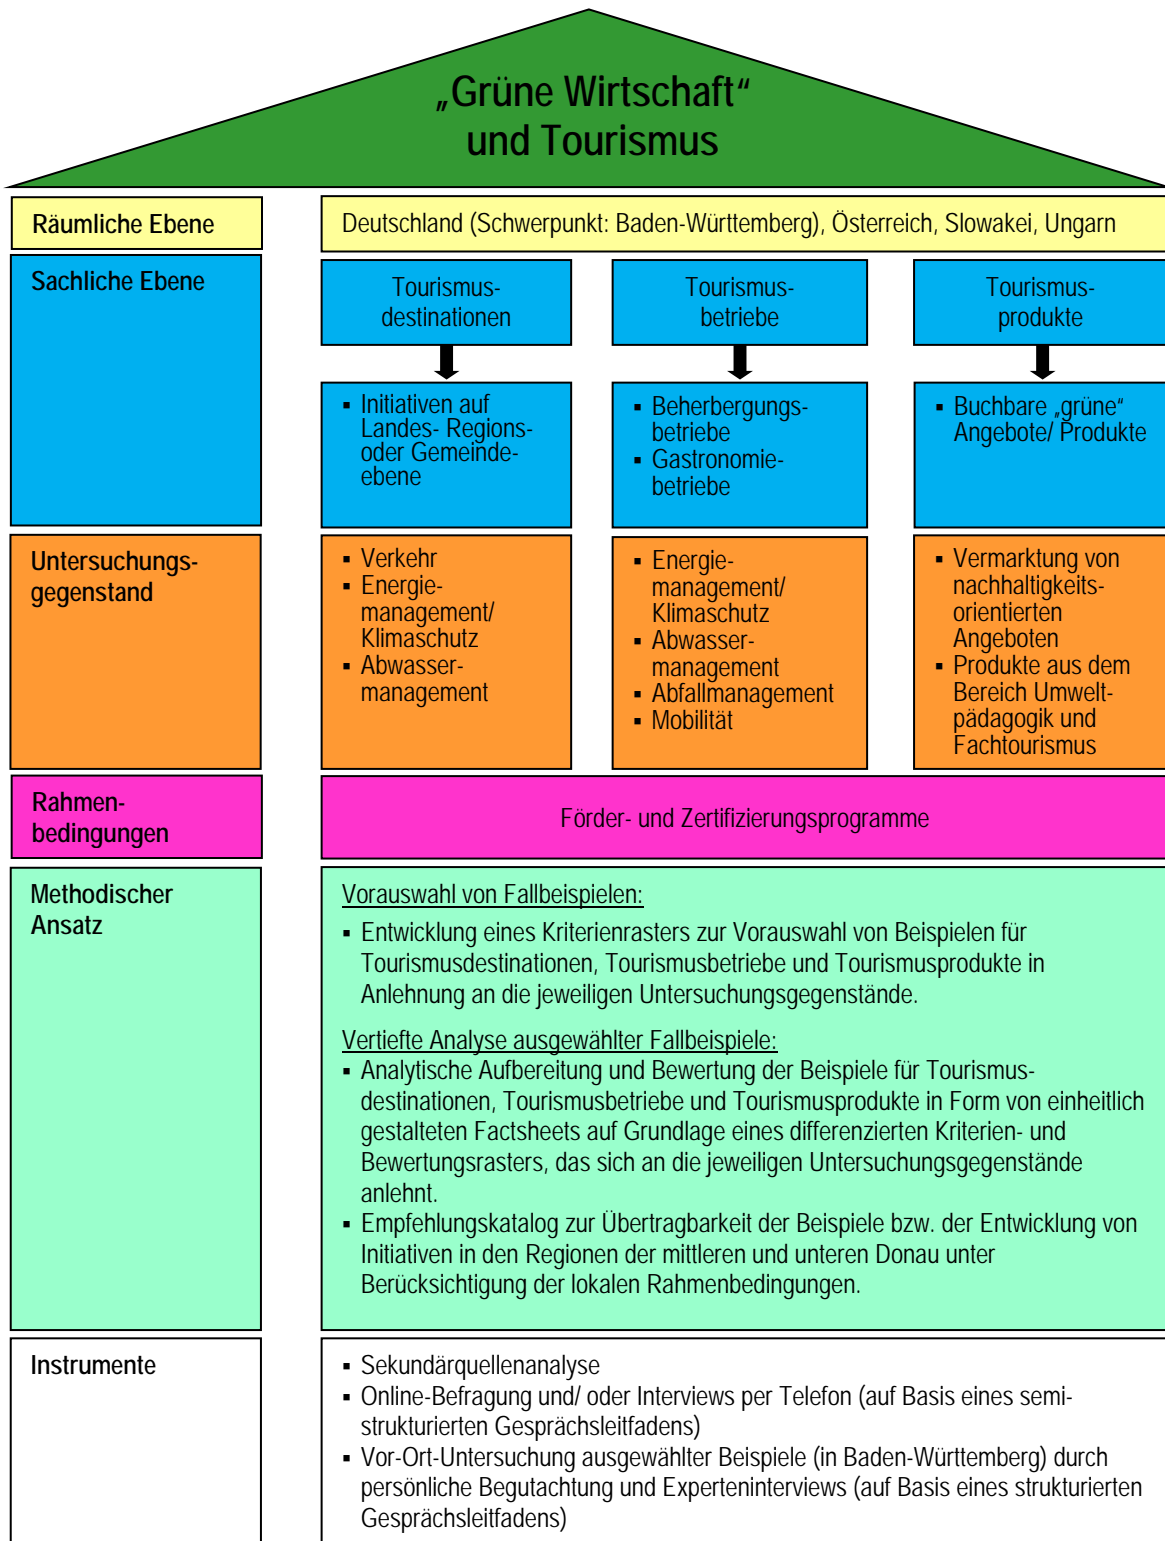 „Grüne Wirtschaft“
und Tourismus
Räumliche Ebene
Deutschland (Schwerpunkt: Baden-Württemberg), Österreich, Slowakei, Ungarn
Sachliche Ebene
Tourismus-
destinationen
▪ Initiativen auf
Landes- Regions-
oder Gemeinde-
ebene
Tourismus-
betriebe
▪ Beherbergungs-
betriebe
▪ Gastronomie-
betriebe
Tourismus-
produkte
▪ Buchbare „grüne“
Angebote/ Produkte
Untersuchungs-
gegenstand
▪ Verkehr
▪ Energie-
management/
Klimaschutz
▪ Abwasser-
management
▪ Energie-
management/
Klimaschutz
▪ Abwasser-
management
▪ Abfallmanagement
▪ Mobilität
▪ Vermarktung von
nachhaltigkeits-
orientierten
Angeboten
▪ Produkte aus dem
Bereich Umwelt-
pädagogik und
Fachtourismus
Rahmen-
bedingungen
Förder- und Zertifizierungsprogramme
Methodischer
Ansatz
Vorauswahl von Fallbeispielen:
▪ Entwicklung eines Kriterienrasters zur Vorauswahl von Beispielen für
Tourismusdestinationen, Tourismusbetriebe und Tourismusprodukte in
Anlehnung an die jeweiligen Untersuchungsgegenstände.
Vertiefte Analyse ausgewählter Fallbeispiele:
▪ Analytische Aufbereitung und Bewertung der Beispiele für Tourismus-
destinationen, Tourismusbetriebe und Tourismusprodukte in Form von einheitlich
gestalteten Factsheets auf Grundlage eines differenzierten Kriterien- und
Bewertungsrasters, das sich an die jeweiligen Untersuchungsgegenstände
anlehnt.
▪ Empfehlungskatalog zur Übertragbarkeit der Beispiele bzw. der Entwicklung von
Initiativen in den Regionen der mittleren und unteren Donau unter
Berücksichtigung der lokalen Rahmenbedingungen.
Instrumente
▪ Sekundärquellenanalyse
▪ Online-Befragung und/ oder Interviews per Telefon (auf Basis eines semi-
strukturierten Gesprächsleitfadens)
▪ Vor-Ort-Untersuchung ausgewählter Beispiele (in Baden-Württemberg) durch
persönliche Begutachtung und Experteninterviews (auf Basis eines strukturierten
Gesprächsleitfadens)